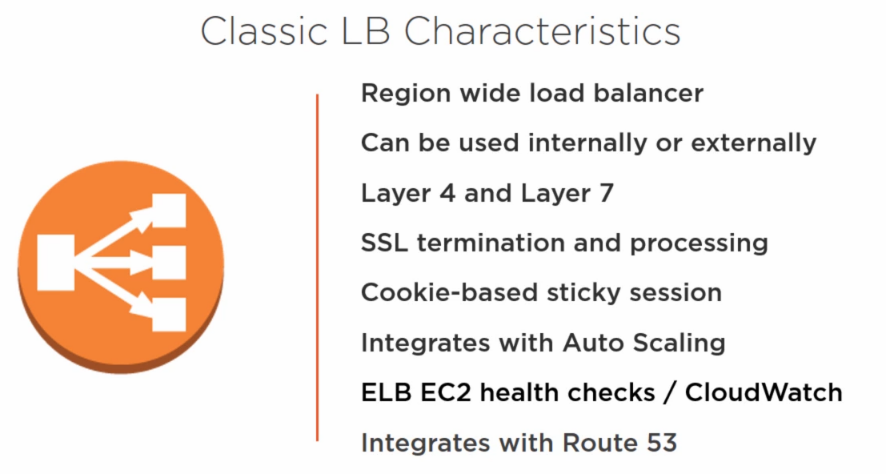 Classic LB Characteristics
Region wide load balancer
Can be used internally or externally
Layer 4 and Layer 7
SSL termination and processing
Cookie-based sticky session
Integrates with Auto Scaling
ELB EC2 health checks / CloudWatch
Integrates with Route 53